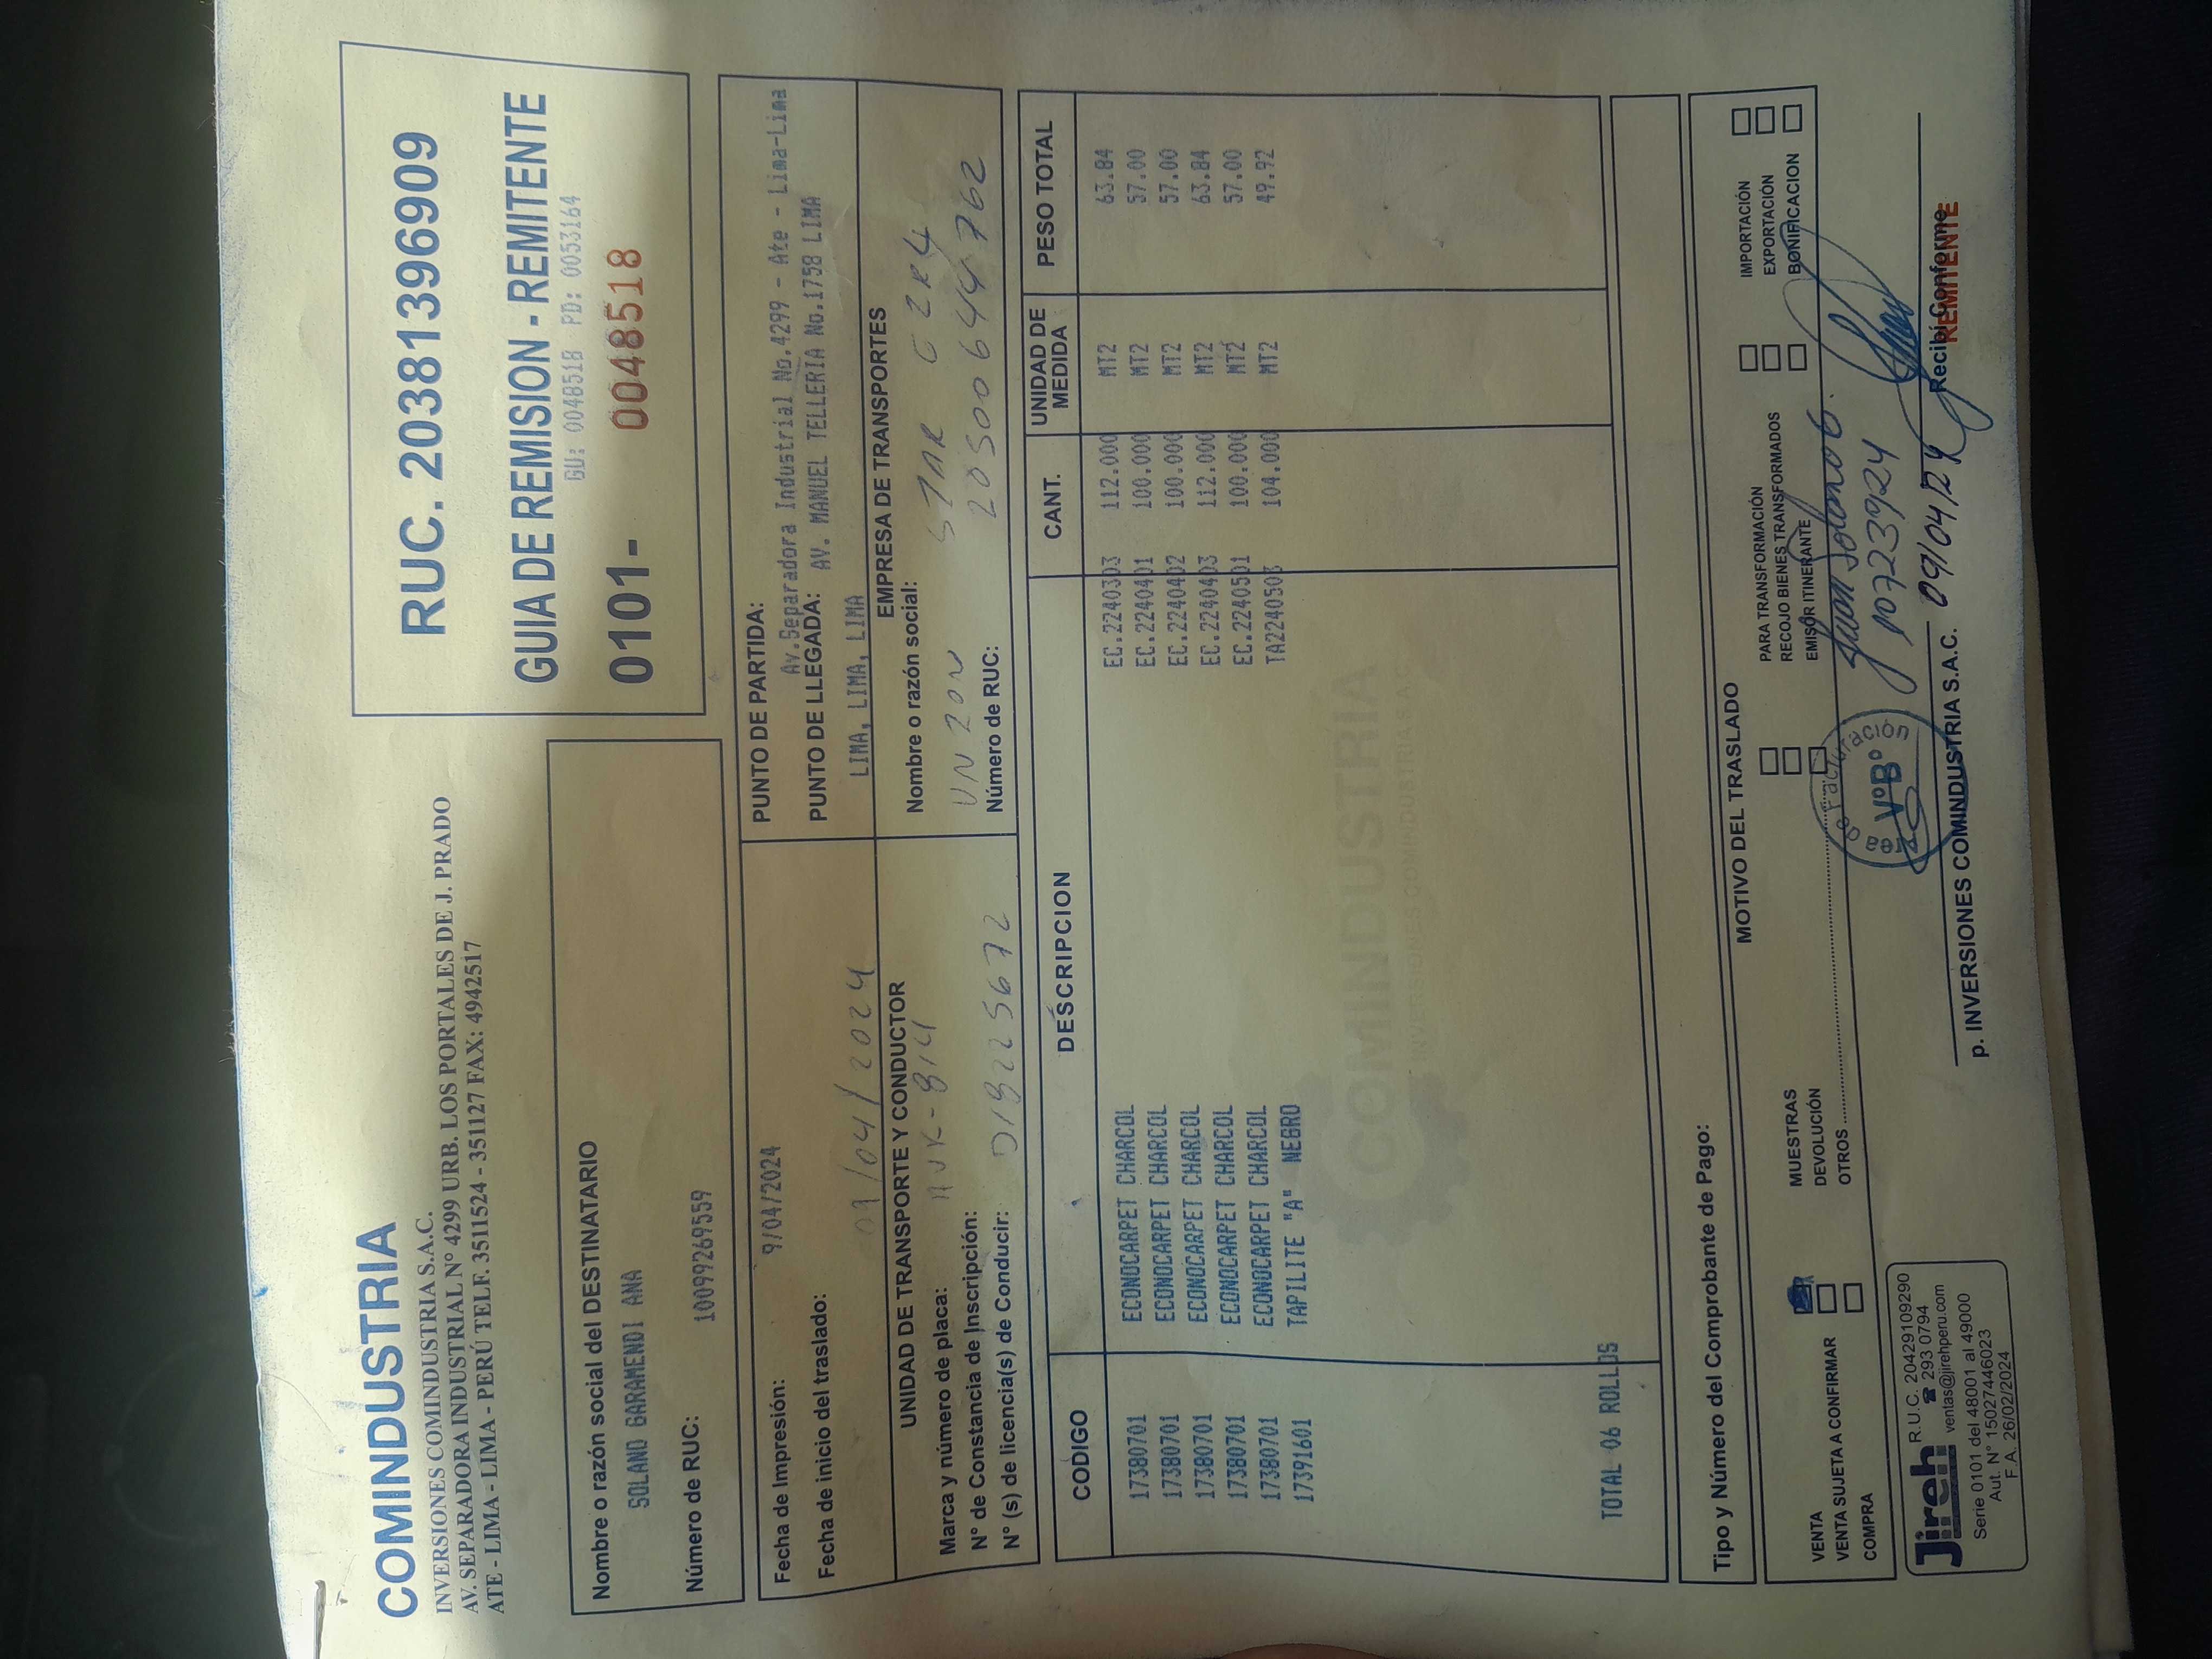 COMINDUSTRIA
INVERSIONES COMINDUSTRIA S.A.C.
AV. SEPARADORA INDUSTRIAL N° 4299 URB. LOS PORTALES DE J. PRADO
ATE - LIMA - PERÚ TELF. 3511524 - 351127 FAX: 4942517
RUC. 20381396909
GUIA DE REMISION - REMITENTE
GU: 0048518 PD: 0053164
0101- 0048518
Nombre o razón social del DESTINATARIO
SOLANO GARAMENDI ANA
Número de RUC: 10099269559
Fecha de Impresión: 9/04/2024
Fecha de inicio del traslado: 09/04/2024
PUNTO DE PARTIDA:
Av.Separadora Industrial No.4299 - Ate - Lima-Lima
PUNTO DE LLEGADA: AV. MANUEL TELLERIA No.1758 LIMA
LIMA, LIMA, LIMA
UNIDAD DE TRANSPORTE Y CONDUCTOR
Marca y número de placa:
N° de Constancia de Inscripción:
N° (s) de licencia(s) de Conducir:
EMPRESA DE TRANSPORTES
Nombre o razón social:
Número de RUC: 20500644762
CODIGO DESCRIPCION CANT. UNIDAD DE MEDIDA PESO TOTAL
17380701 ECONOCARPET CHARCOL EC.2240303 112.000 MT2 63.84
17380701 ECONOCARPET CHARCOL EC.2240401 100.000 MT2 57.00
17380701 ECONOCARPET CHARCOL EC.2240402 100.000 MT2 57.00
17380701 ECONOCARPET CHARCOL EC.2240403 112.000 MT2 63.84
17380701 ECONOCARPET CHARCOL EC.2240501 100.000 MT2 57.00
17391601 TAPILITE "A" NEGRO TA2240503 104.000 MT2 49.92
COMINDUSTRIA
INVERSIONES COMINDUSTRIA S.A.C.
TOTAL 06 ROLLOS
Tipo y Número del Comprobante de Pago:
MOTIVO DEL TRASLADO
VENTA
VENTA SUJETA A CONFIRMAR
COMPRA
MUESTRAS
DEVOLUCIÓN
OTROS
PARA TRANSFORMACIÓN
RECOJO BIENES TRANSFORMADOS
EMISOR ITINERANTE
IMPORTACIÓN
EXPORTACIÓN
BONIFICACION
Juan Solano G.
10723924
09/04/24
Facturación
V°B°
p. INVERSIONES COMINDUSTRIA S.A.C.
Recibí Conforme
REMITENTE
Jireh R.U.C. 20429109290
☎ 293 0794
ventas@jirehperu.com
Serie 0101 del 48001 al 49000
Aut. N° 15027446023
F.A. 26/02/2024